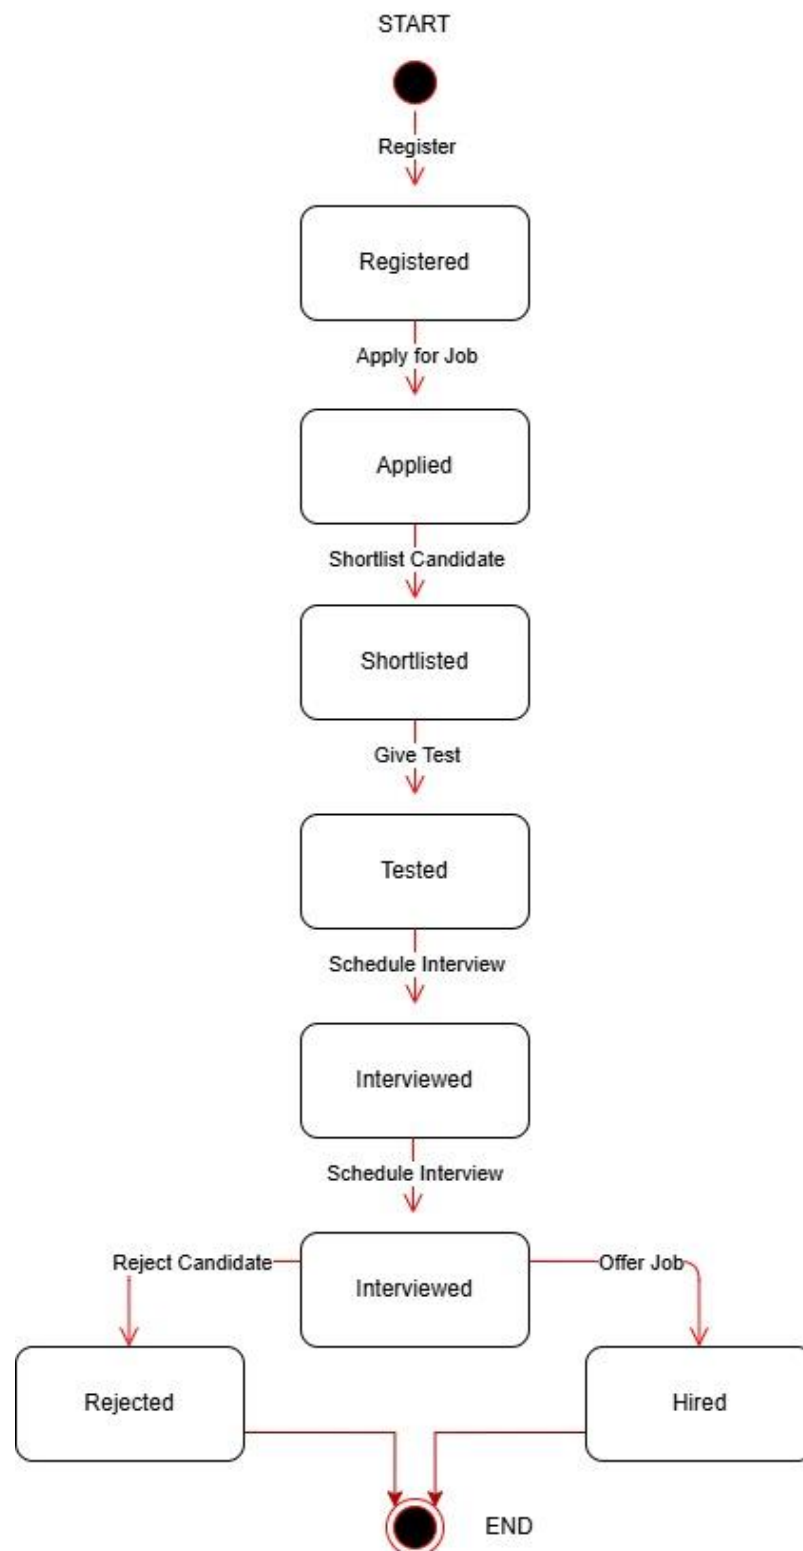 START
Register
Registered
Apply for Job
Applied
Shortlist Candidate
Shortlisted
Give Test
Tested
Schedule Interview
Interviewed
Schedule Interview
Reject Candidate
Interviewed
Offer Job
Rejected
Hired
END